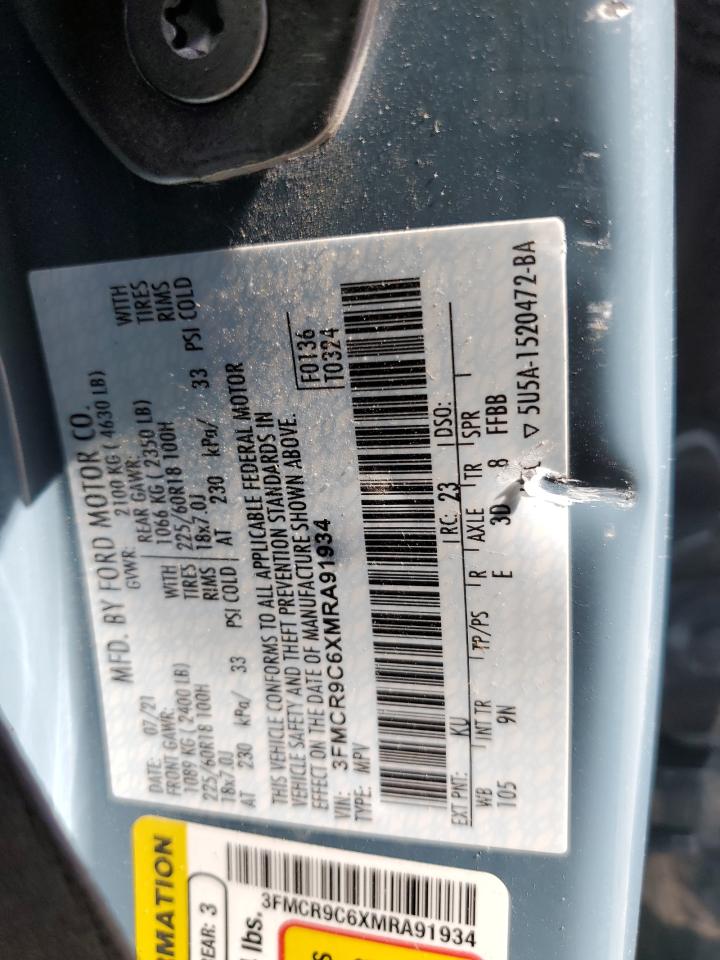 MFD. BY FORD MOTOR CO.
DATE: 07/21 GVWR: 2100 KG ( 4630 LB)
FRONT GAWR: REAR GAWR:
1089 KG ( 2400 LB) WITH 1066 KG ( 2350 LB) WITH
225/60R18 100H TIRES 225/60R18 100H TIRES
18x7.0J RIMS 18x7.0J RIMS
AT 230 kPa/ 33 PSI COLD AT 230 kPa/ 33 PSI COLD
THIS VEHICLE CONFORMS TO ALL APPLICABLE FEDERAL MOTOR
VEHICLE SAFETY AND THEFT PREVENTION STANDARDS IN
EFFECT ON THE DATE OF MANUFACTURE SHOWN ABOVE.
VIN: 3FMCR9C6XMRA91934 F0136
TYPE: MPV T0324
EXT PNT: KU RC: 23 DSO:
WB INT TR TP/PS R AXLE TR SPR
105 9N E 3D 8 FFBB
▽ 5U5A-1520472-BA
RMATION
REAR: 3
lbs.
3FMCR9C6XMRA91934